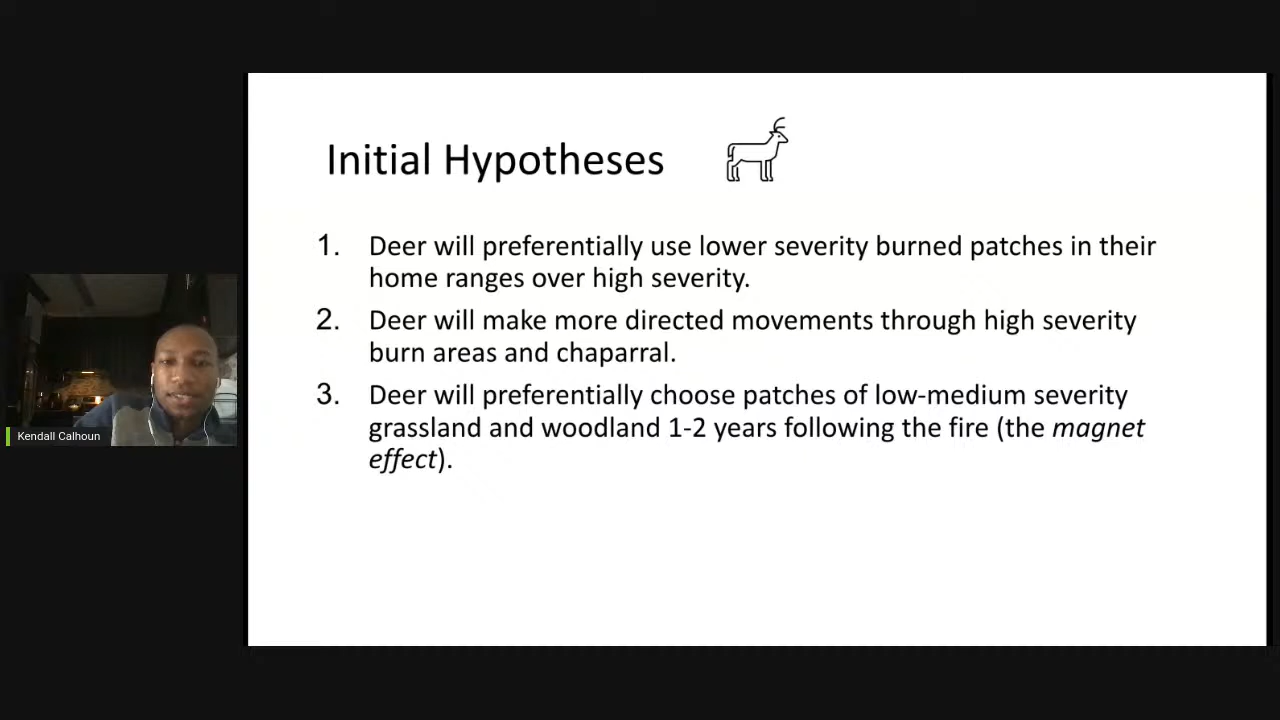 Initial Hypotheses
1. Deer will preferentially use lower severity burned patches in their
home ranges over high severity.
2. Deer will make more directed movements through high severity
burn areas and chaparral.
3. Deer will preferentially choose patches of low-medium severity
grassland and woodland 1-2 years following the fire (the magnet
effect).
Kendall Calhoun